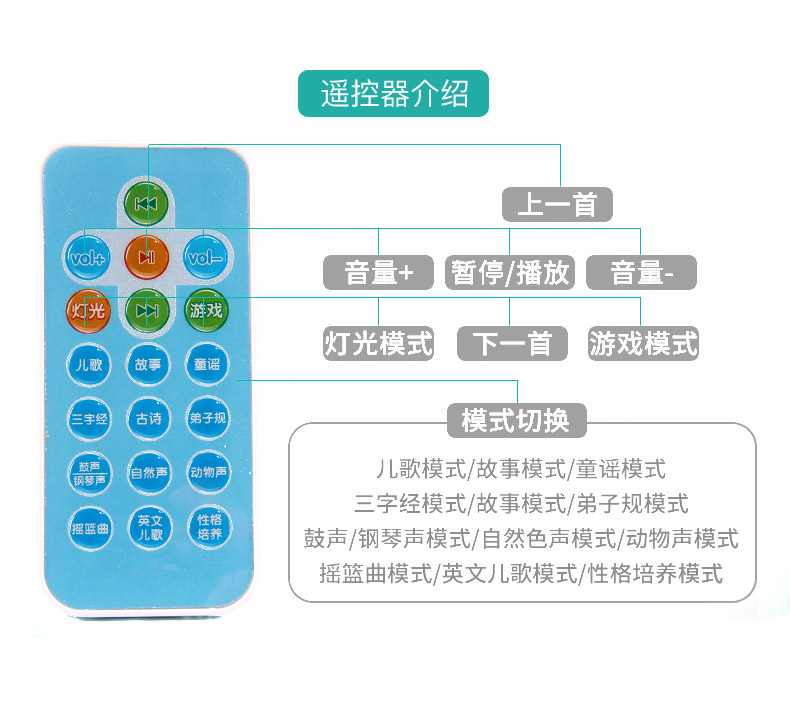 遥控器介绍
上一首
vol+
vol-
音量+
暂停/播放
音量-
灯光
游戏
灯光模式
下一首
游戏模式
儿歌
故事
童谣
三字经
古诗
弟子规
模式切换
鼓声
钢琴声
自然声
动物声
儿歌模式/故事模式/童谣模式
三字经模式/故事模式/弟子规模式
鼓声/钢琴声模式/自然色声模式/动物声模式
摇篮曲模式/英文儿歌模式/性格培养模式
摇篮曲
英文
儿歌
性格
培养